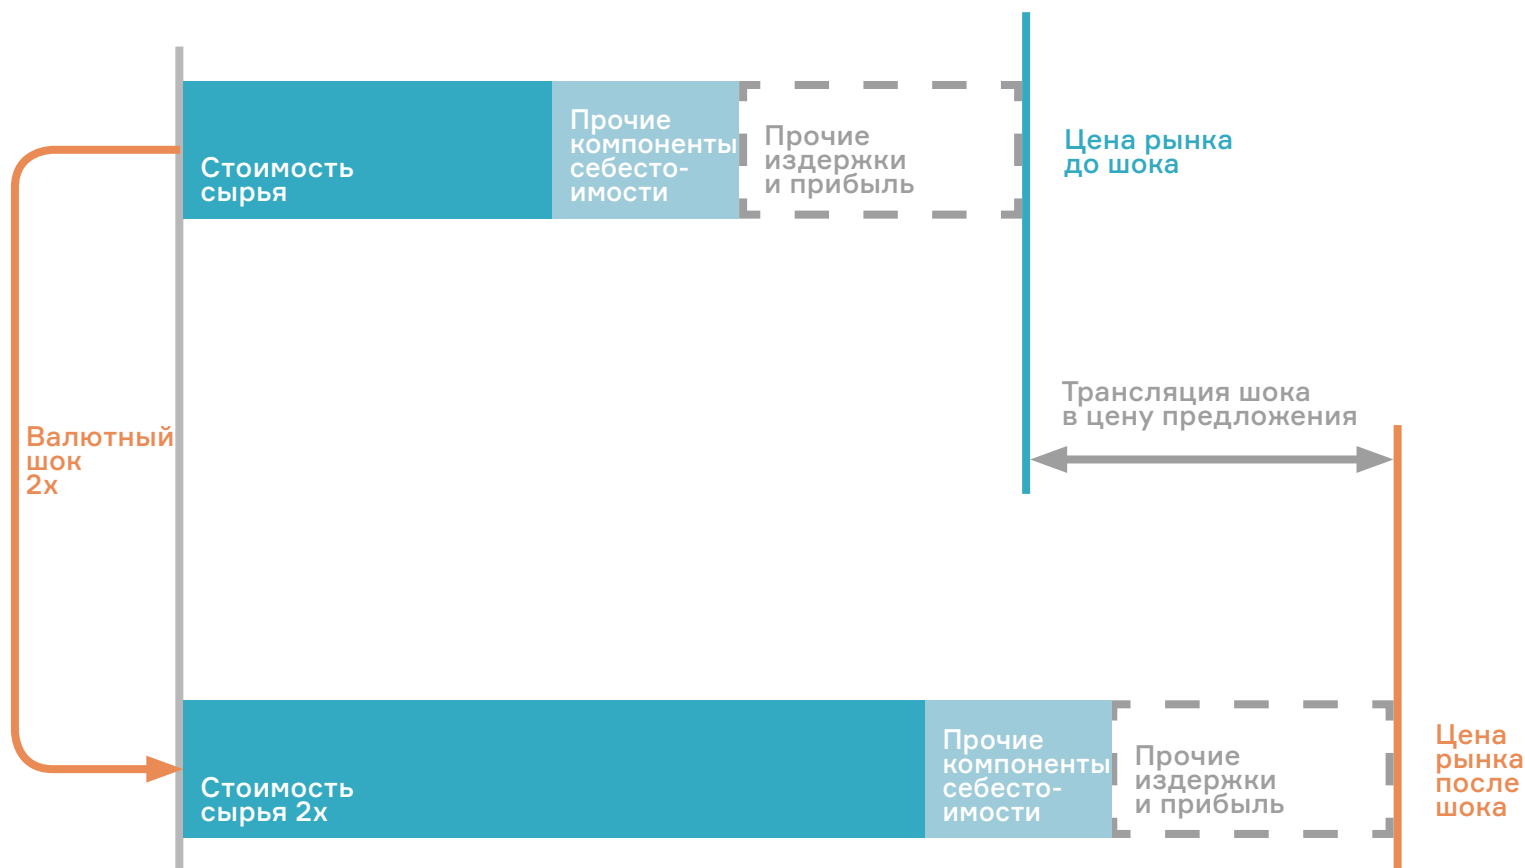 Стоимость
сырья
Прочие
компоненты
себесто-
имости
Прочие
издержки
и прибыль
Цена рынка
до шока
Трансляция шока
в цену предложения
Валютный
шок
2x
Стоимость
сырья 2x
Прочие
компоненты
себесто-
имости
Прочие
издержки
и прибыль
Цена
рынка
после
шока